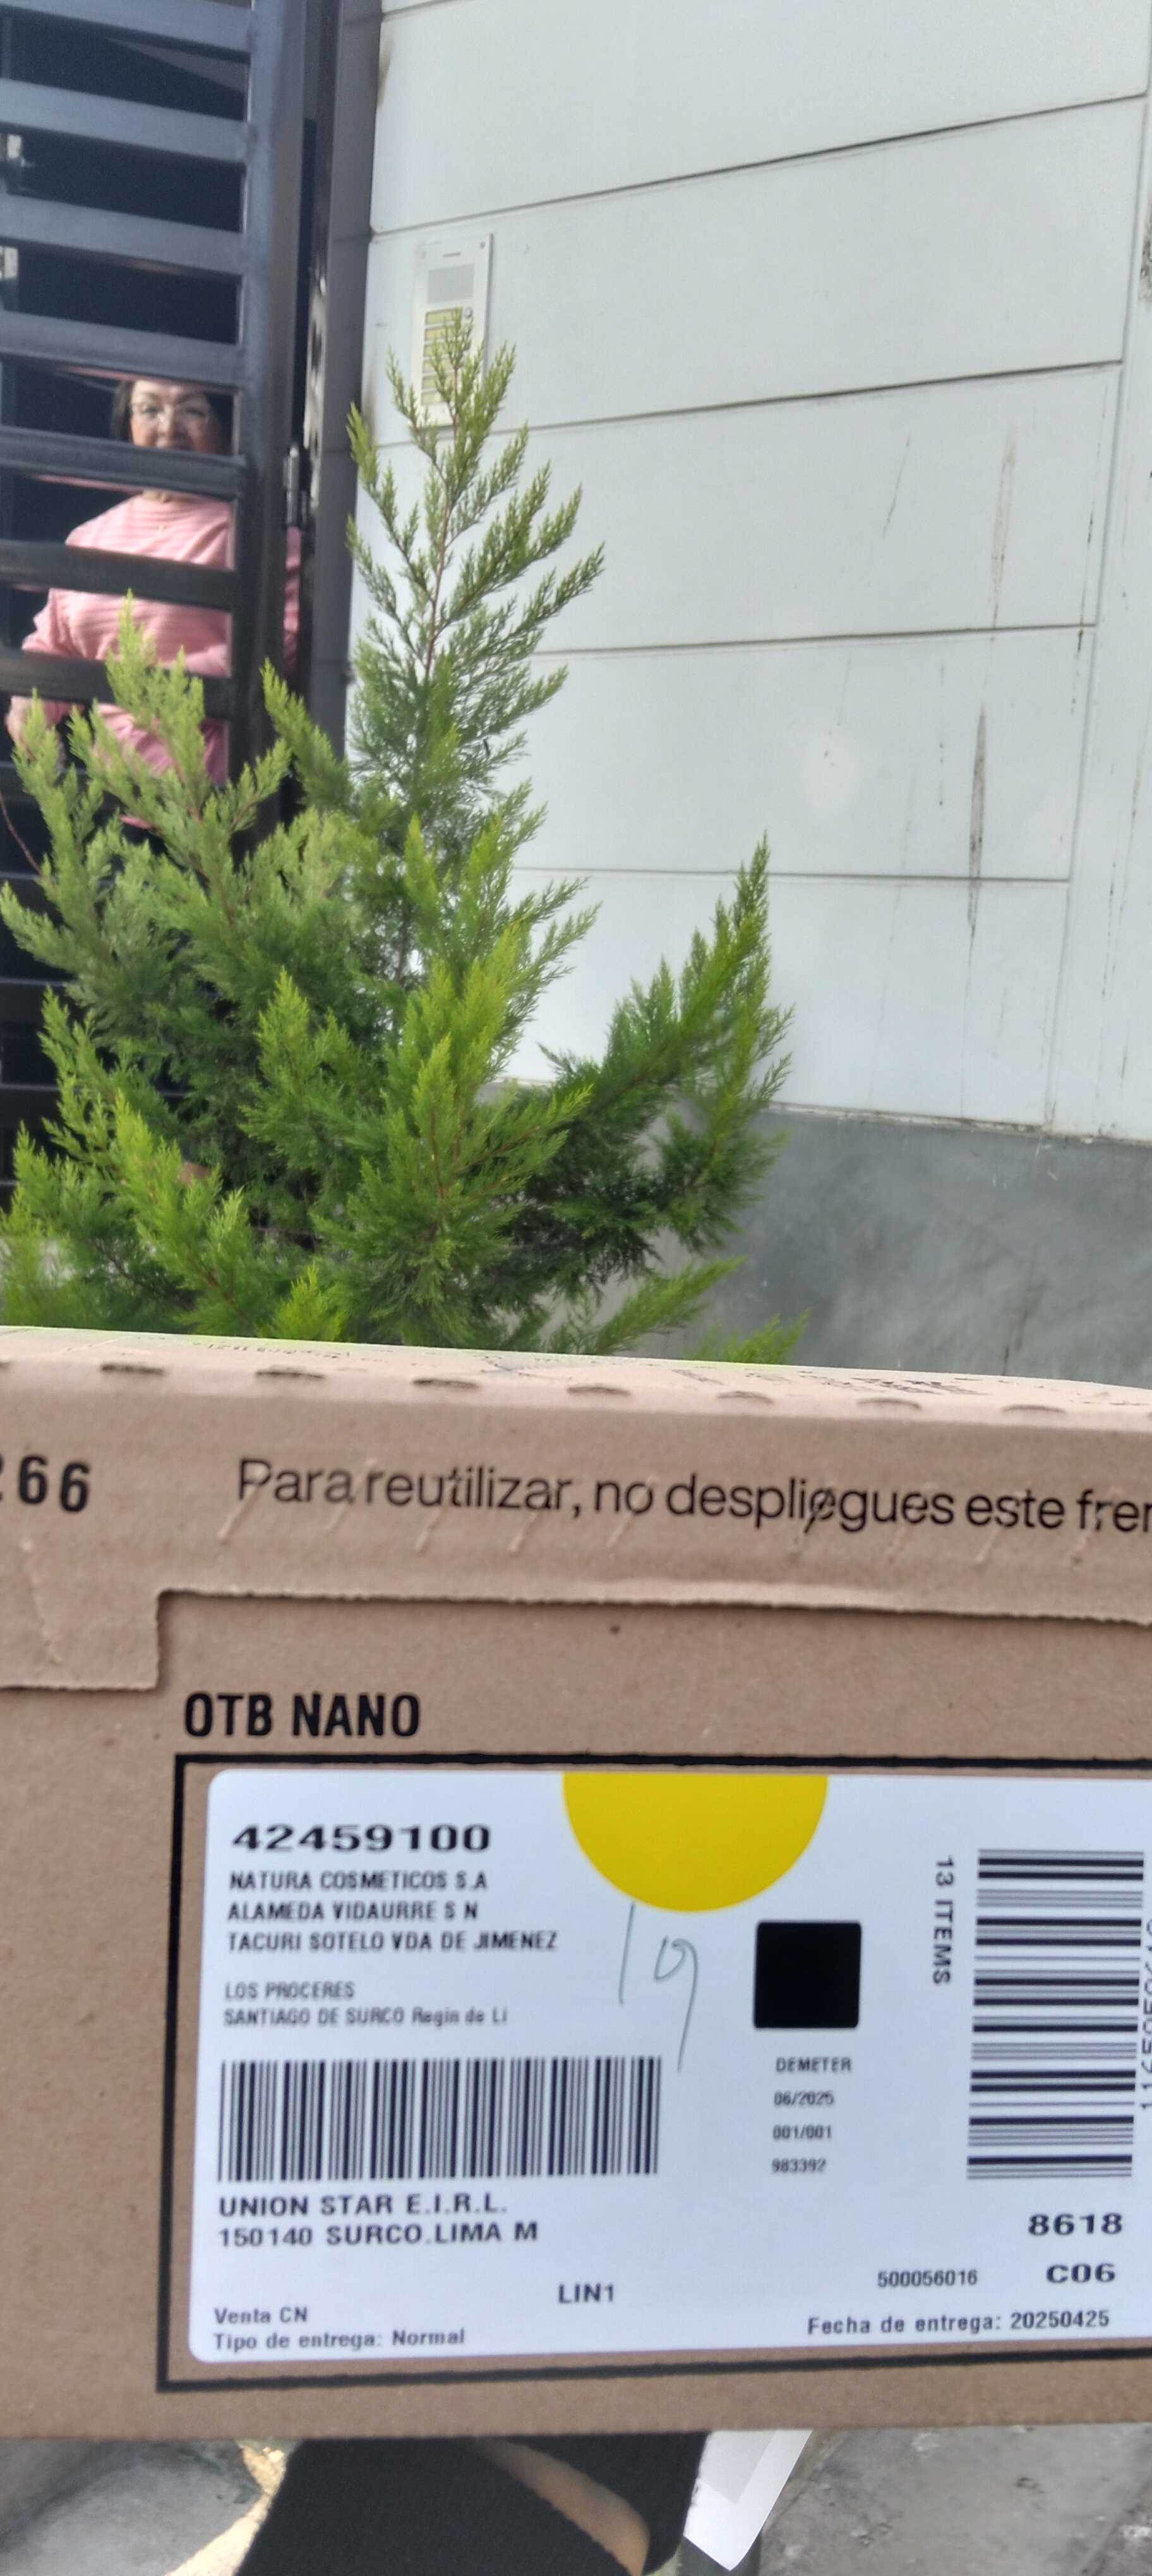 266
Para reutilizar, no despliegues este fren
OTB NANO
42459100
NATURA COSMETICOS S.A
ALAMEDA VIDAURRE S N
TACURI SOTELO VDA DE JIMENEZ
LOS PROCERES
SANTIAGO DE SURCO Regin de Li
19
13 ITEMS
DEMETER
06/2025
001/001
983392
UNION STAR E.I.R.L.
150140 SURCO.LIMA M
8618
LIN1
500056016
C06
Venta CN
Tipo de entrega: Normal
Fecha de entrega: 20250425